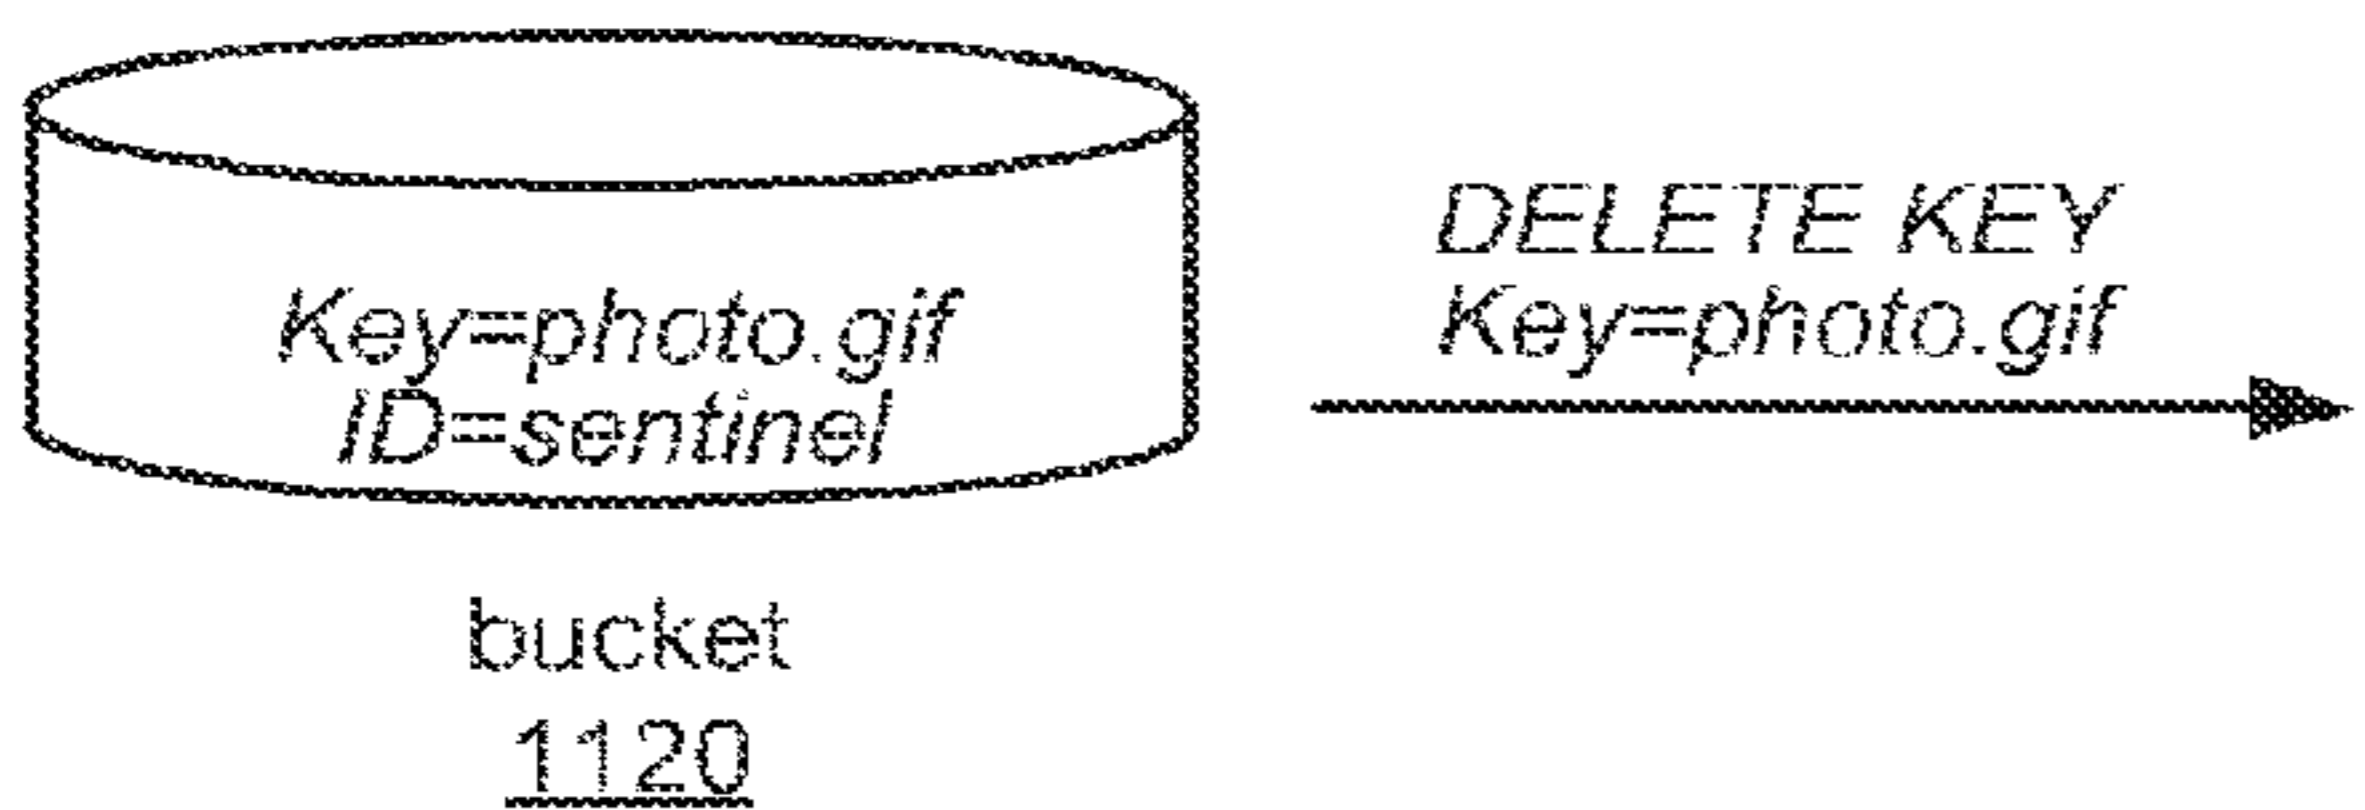 Key=photo.gif
ID=sentinel
bucket
1120
DELETE KEY
Key=photo.gif